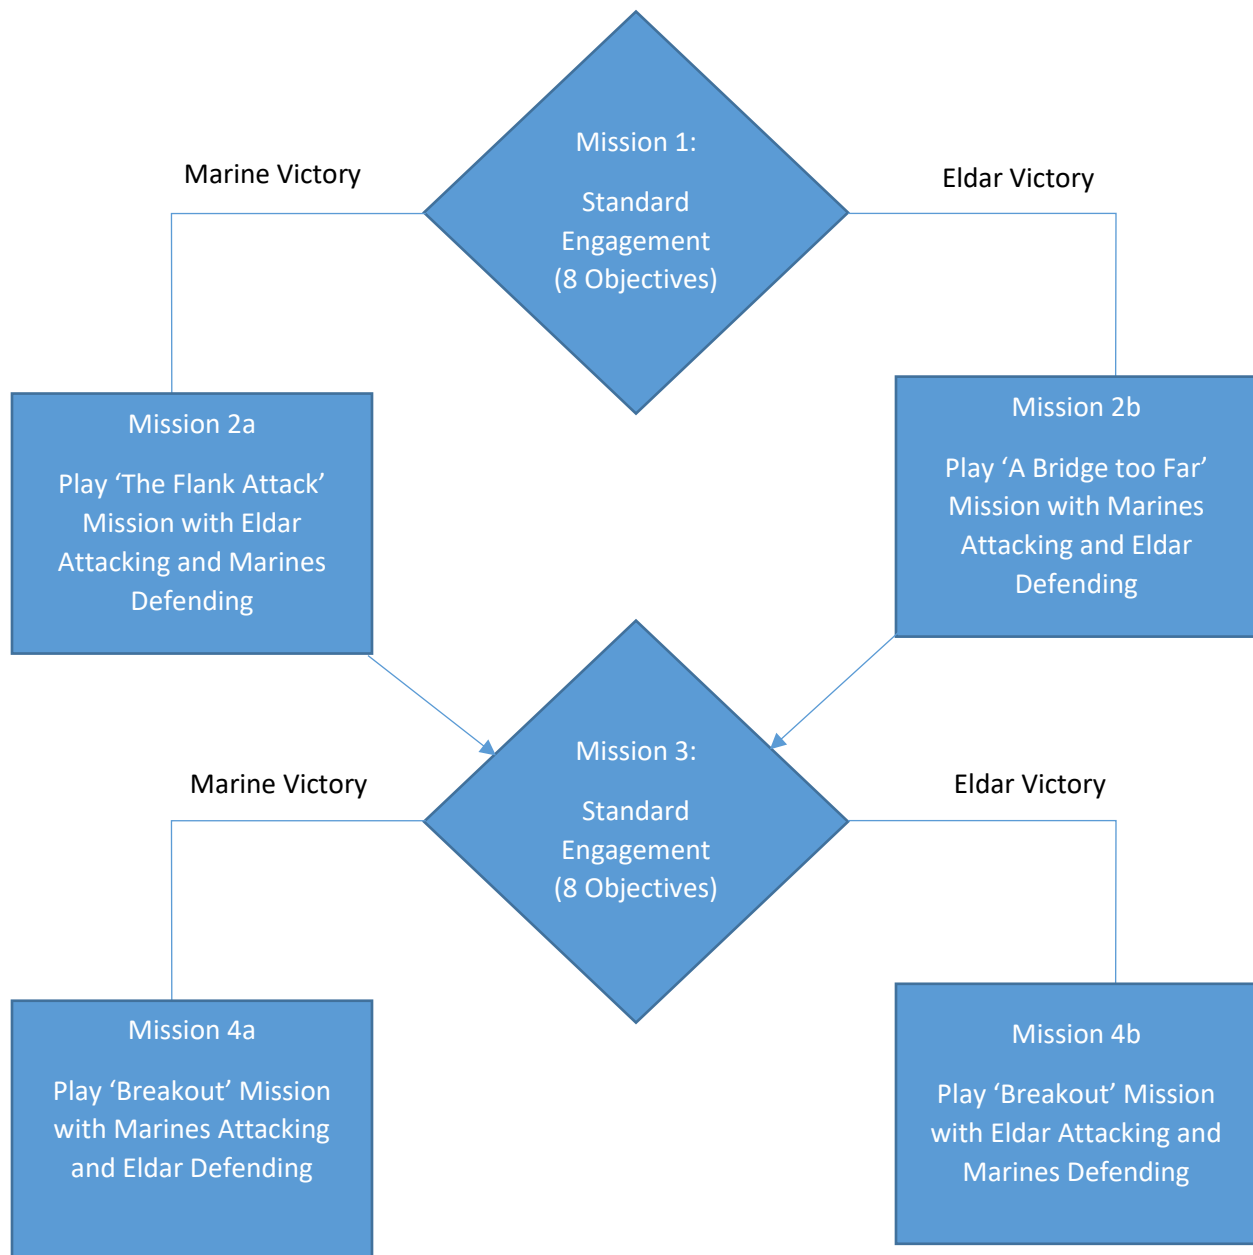 Mission 1:
Standard
Engagement
(8 Objectives)
Marine Victory
Eldar Victory
Mission 2a
Play ‘The Flank Attack’
Mission with Eldar
Attacking and Marines
Defending
Mission 2b
Play ‘A Bridge too Far’
Mission with Marines
Attacking and Eldar
Defending
Mission 3:
Standard
Engagement
(8 Objectives)
Marine Victory
Eldar Victory
Mission 4a
Play ‘Breakout’ Mission
with Marines Attacking
and Eldar Defending
Mission 4b
Play ‘Breakout’ Mission
with Eldar Attacking and
Marines Defending